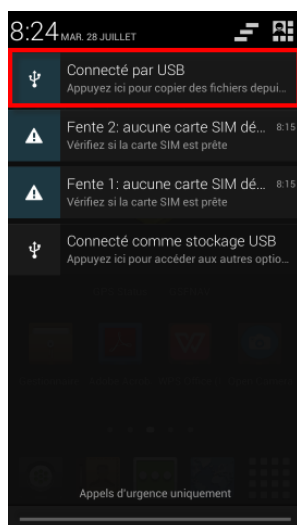 8:24 MAR. 28 JUILLET
Connecté par USB
Appuyez ici pour copier des fichiers depui...
Fente 2: aucune carte SIM dé... 8:15
Vérifiez si la carte SIM est prête
Fente 1: aucune carte SIM dé... 8:15
Vérifiez si la carte SIM est prête
Connecté comme stockage USB
Appuyez ici pour accéder aux autres optio...
Appels d'urgence uniquement